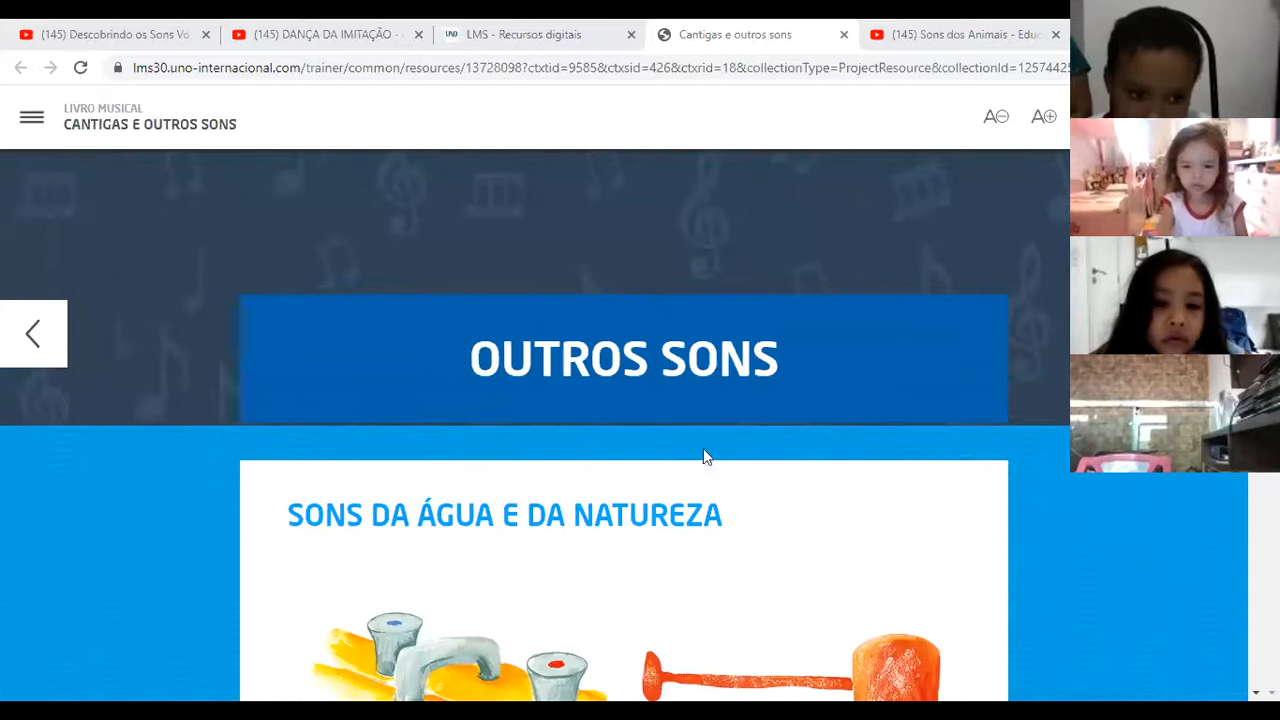 (145) Descobrindo os Sons Vo
(145) DANÇA DA IMITAÇÃO -
UNO LMS - Recursos digitais
Cantigas e outros sons
(145) Sons dos Animais - Educ
lms30.uno-internacional.com/trainer/common/resources/13728098?ctxtid=9585&ctxsid=426&ctxrid=18&collectionType=ProjectResource&collectionId=12574425
LIVRO MUSICAL
CANTIGAS E OUTROS SONS
A
A
OUTROS SONS
SONS DA ÁGUA E DA NATUREZA